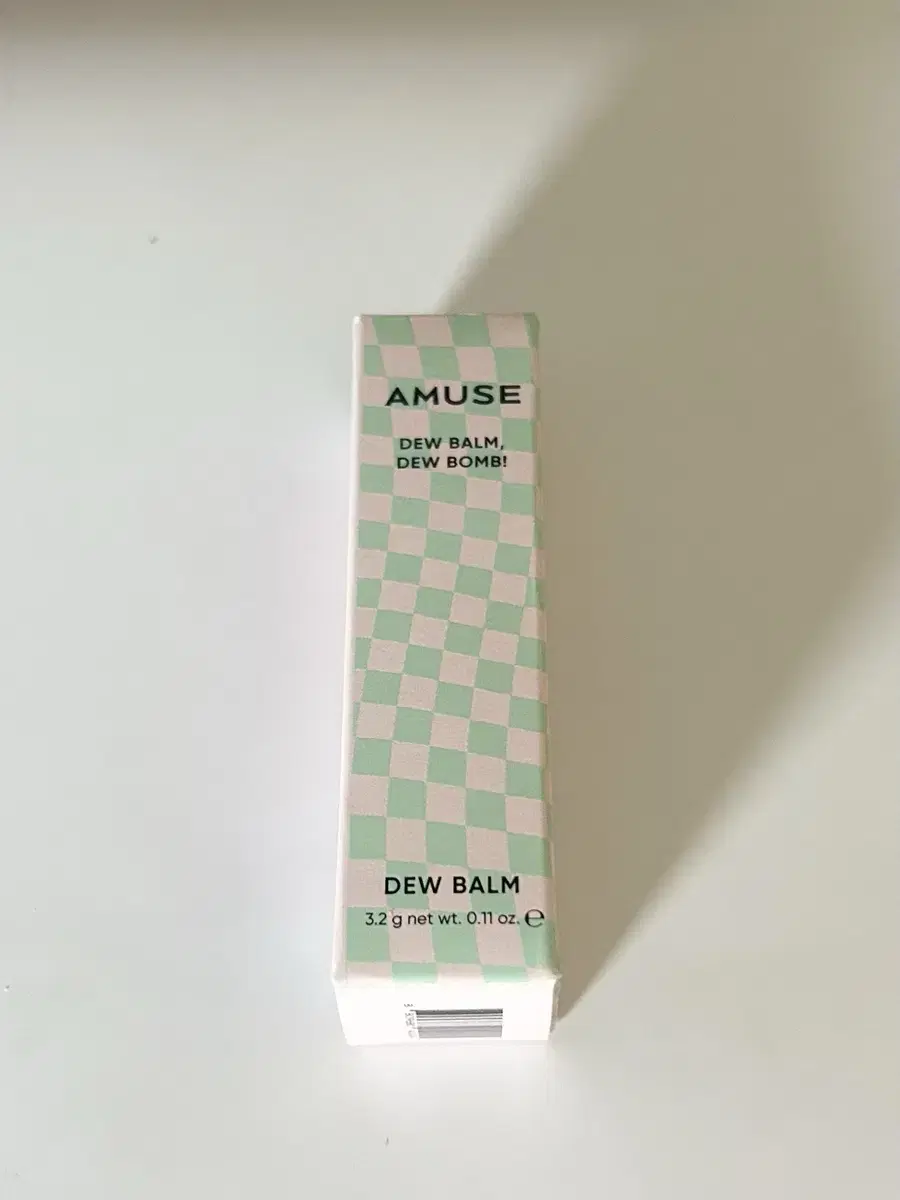 AMUSE
DEW BALM,
DEW BOMB!
DEW BALM
3.2 g net wt. 0.11 oz. ℮